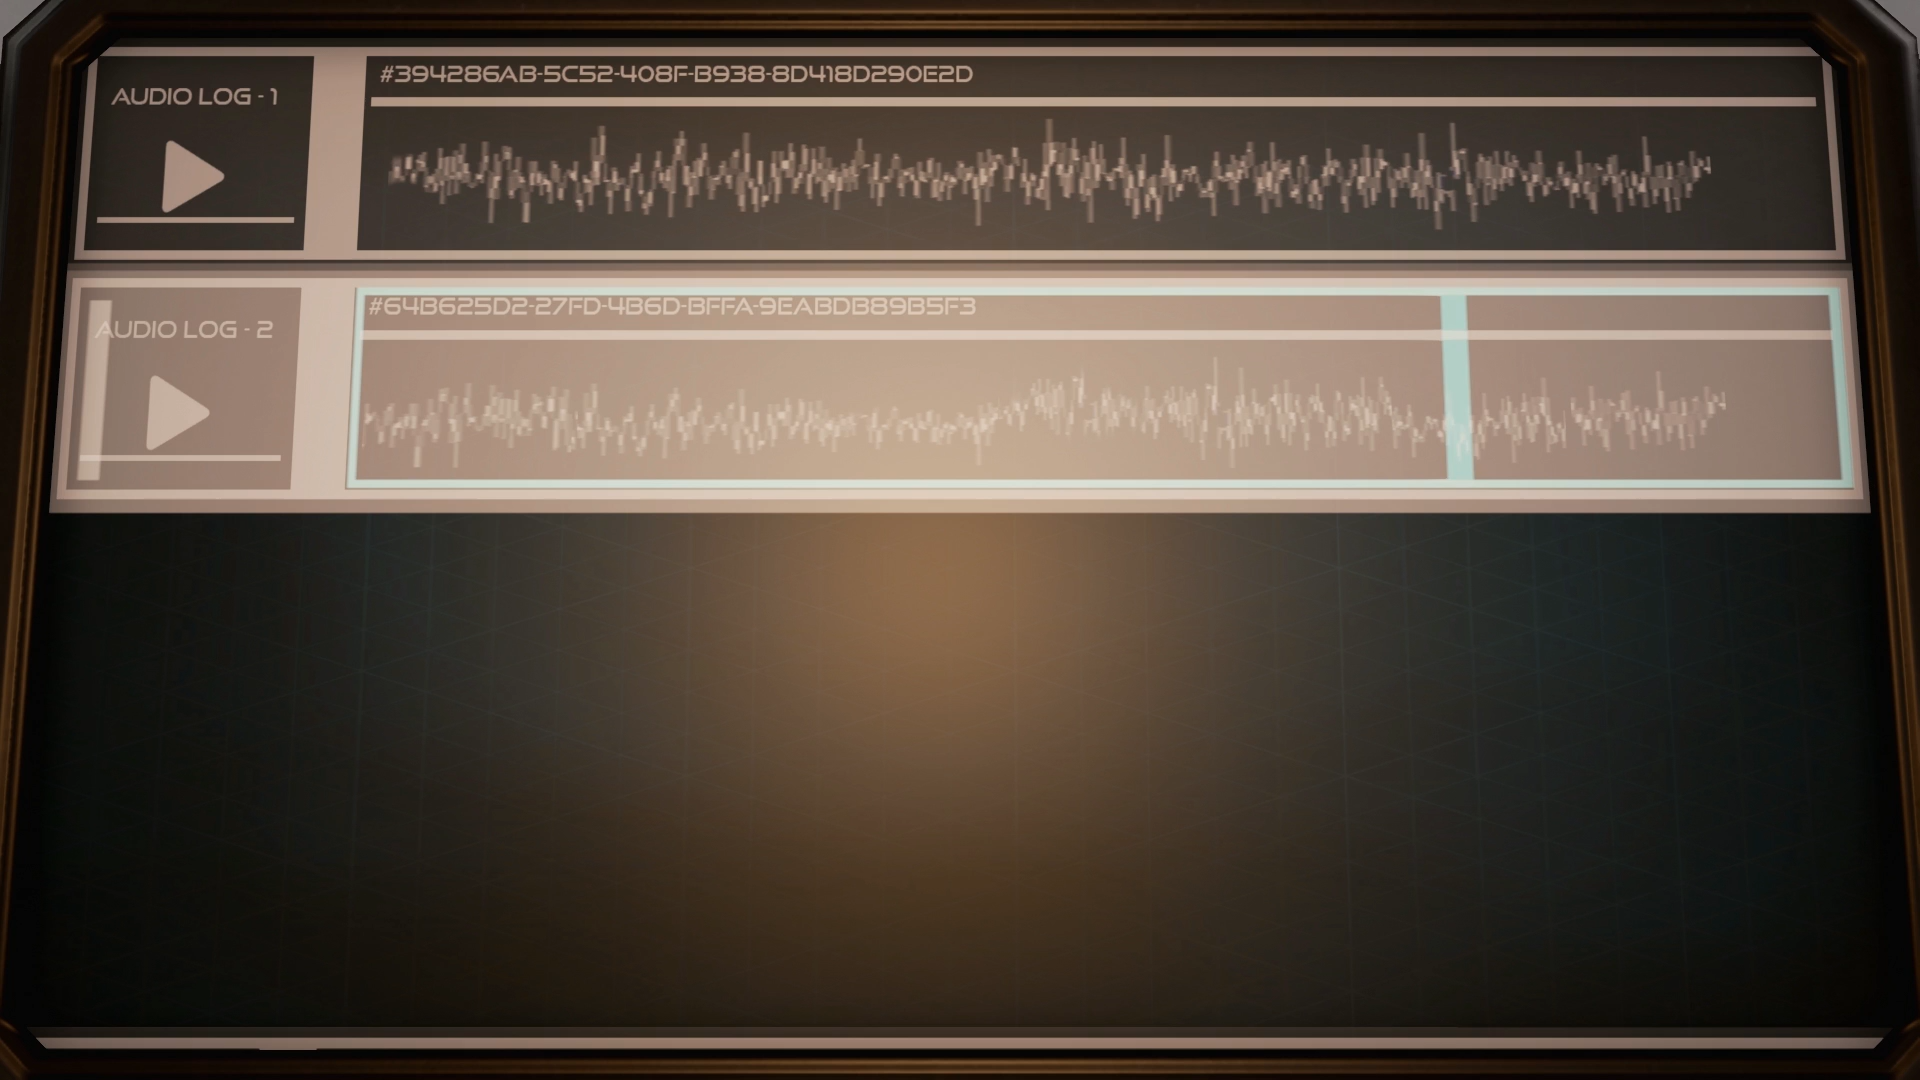 AUDIO LOG - 1
#394286AB-5C52-408F-B938-8D418D290E2D
AUDIO LOG - 2
#64B625D2-27FD-4B6D-BFFA-9EABDB89B5F3